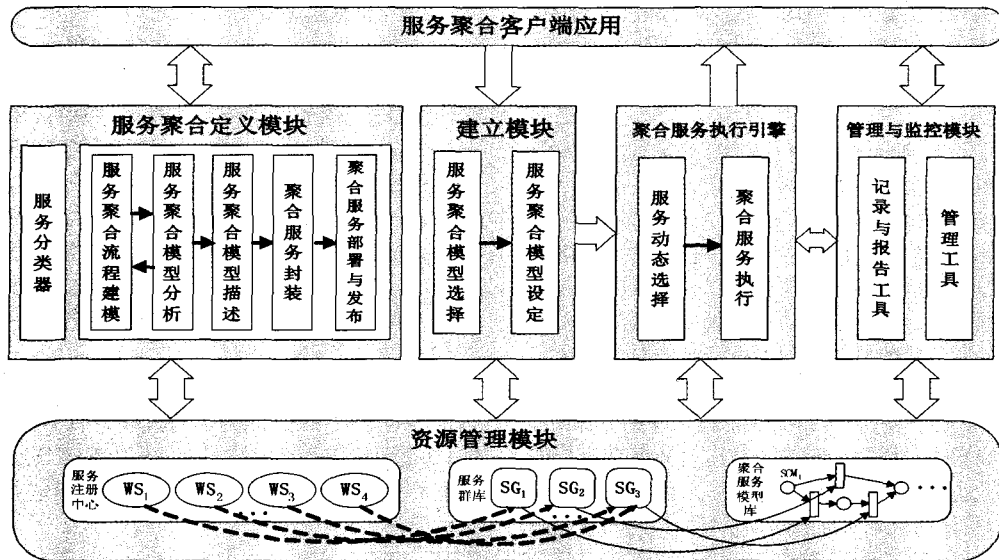 服务聚合客户端应用
服务聚合定义模块
服务分类器
服务聚合流程建模
服务聚合模型分析
服务聚合模型描述
聚合服务封装
聚合服务部署与发布
建立模块
服务聚合模型选择
服务聚合模型设定
聚合服务执行引擎
服务动态选择
聚合服务执行
管理与监控模块
记录与报告工具
管理工具
资源管理模块
服务
注册
中心
WS1
WS2
WS3
WS4
...
服务
群库
SG1
SG2
SG3
...
聚合
服务
模型
库
SCM1
....